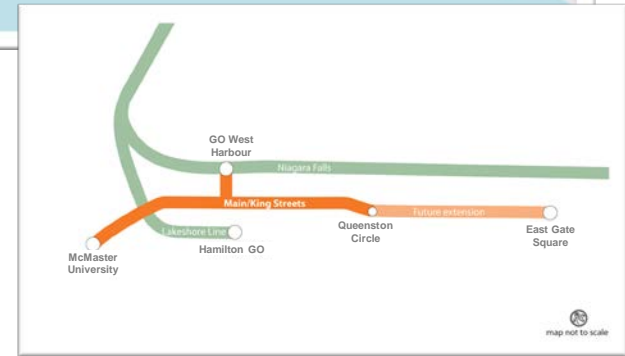 GO West
Harbour
Niagara Falls
Main/King Streets
Queenston
Circle
Future extension
East Gate
Square
Lakeshore Line
Hamilton GO
McMaster
University
map not to scale